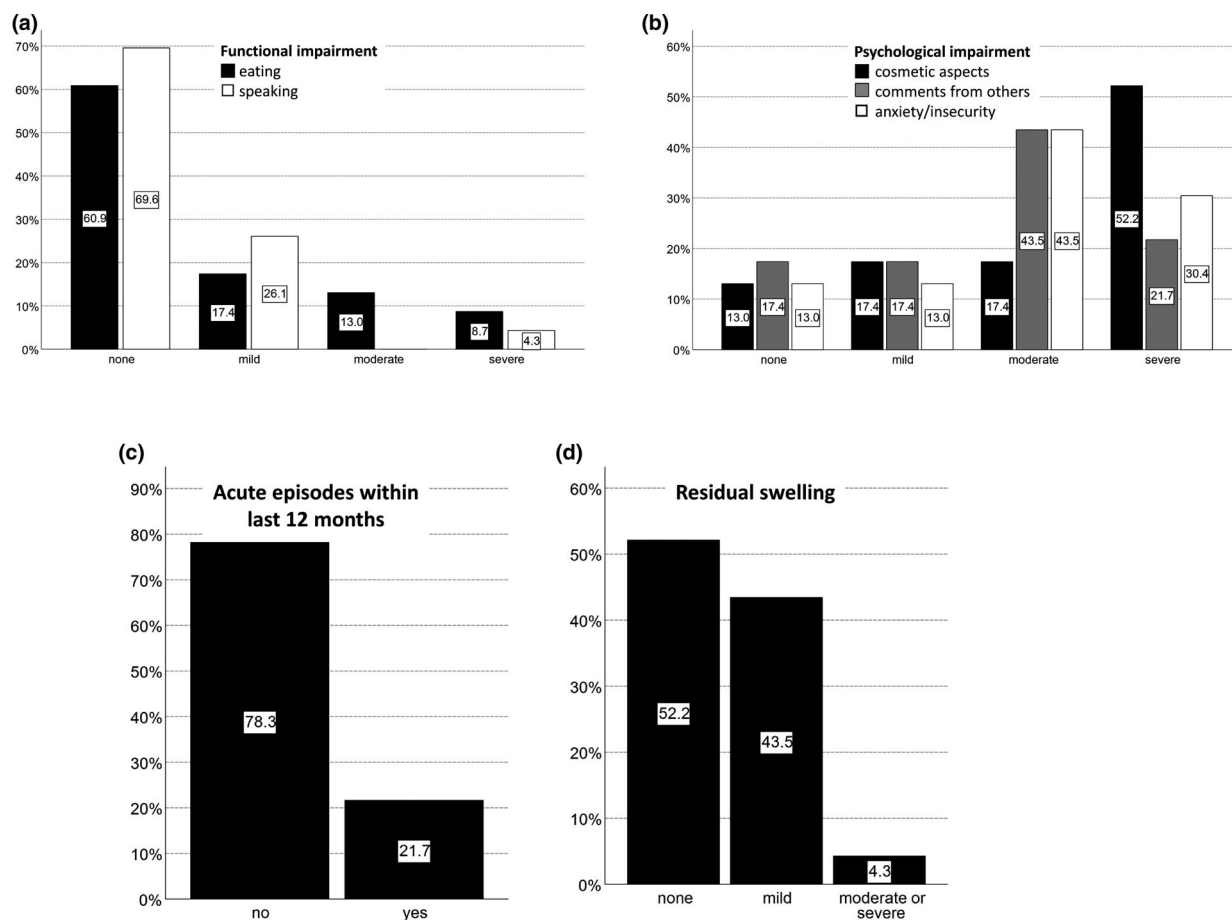 (a)
Functional impairment
eating
speaking
70%
60%
50%
40%
30%
20%
10%
0%
60.9
69.6
17.4
26.1
13.0
8.7
4.3
none mild moderate severe
(b)
Psychological impairment
cosmetic aspects
comments from others
anxiety/insecurity
60%
50%
40%
30%
20%
10%
0%
13.0
17.4
13.0
17.4
17.4
13.0
17.4
43.5
43.5
52.2
21.7
30.4
none mild moderate severe
(c)
Acute episodes within
last 12 months
90%
80%
70%
60%
50%
40%
30%
20%
10%
0%
78.3
21.7
no yes
(d)
Residual swelling
60%
50%
40%
30%
20%
10%
0%
52.2
43.5
4.3
none mild moderate or
severe